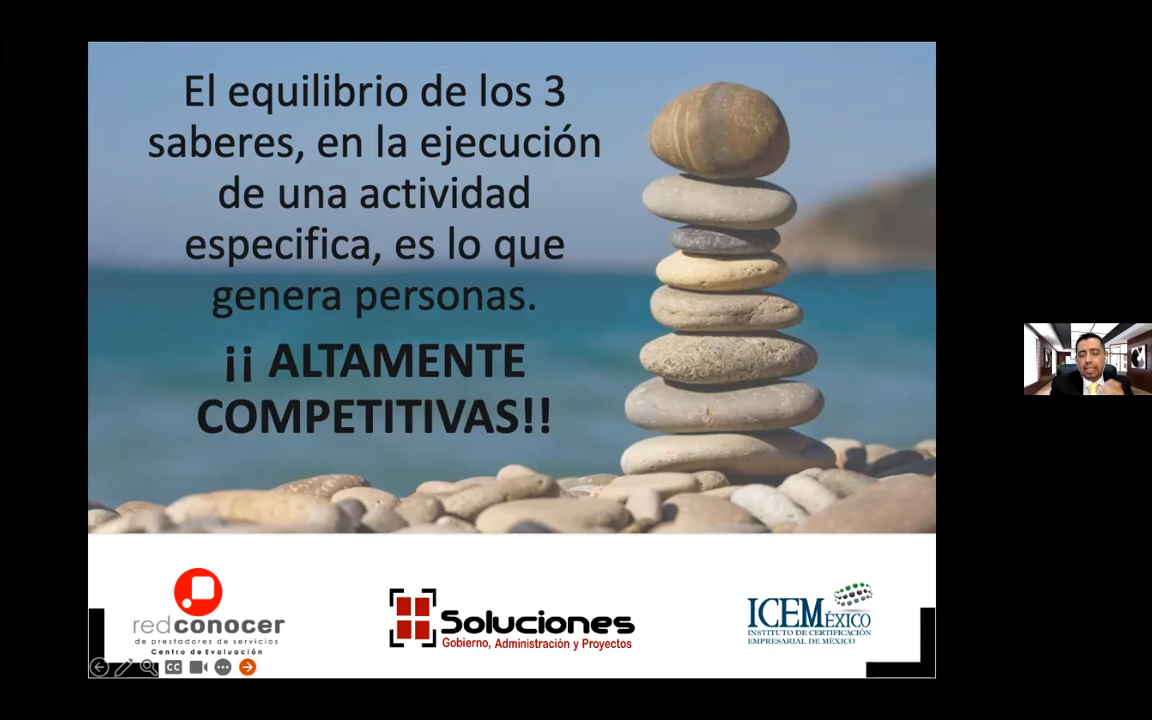 El equilibrio de los 3
saberes, en la ejecución
de una actividad
especifica, es lo que
genera personas.
¡¡ ALTAMENTE
COMPETITIVAS!!
redconocer
de prestadores de servicios
Centro de Evaluación
Soluciones
Gobierno, Administración y Proyectos
ICEMÉXICO
INSTITUTO DE CERTIFICACIÓN
EMPRESARIAL DE MÉXICO
CC